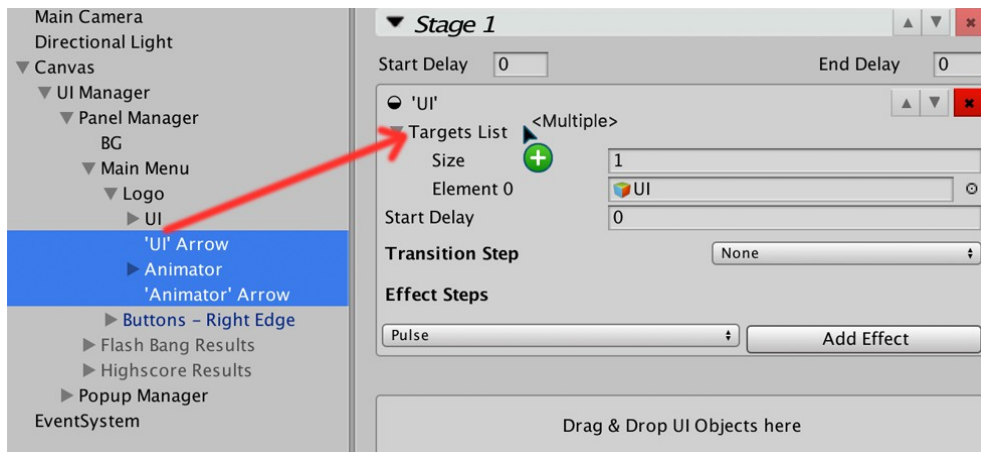 Main Camera
Directional Light
Canvas
UI Manager
Panel Manager
BG
Main Menu
Logo
UI
'UI' Arrow
Animator
'Animator' Arrow
Buttons – Right Edge
Flash Bang Results
Highscore Results
Popup Manager
EventSystem
Stage 1
Start Delay 0 End Delay 0
'UI'
Targets List <Multiple>
Size 1
Element 0 UI
Start Delay 0
Transition Step None
Effect Steps
Pulse Add Effect
Drag & Drop UI Objects here